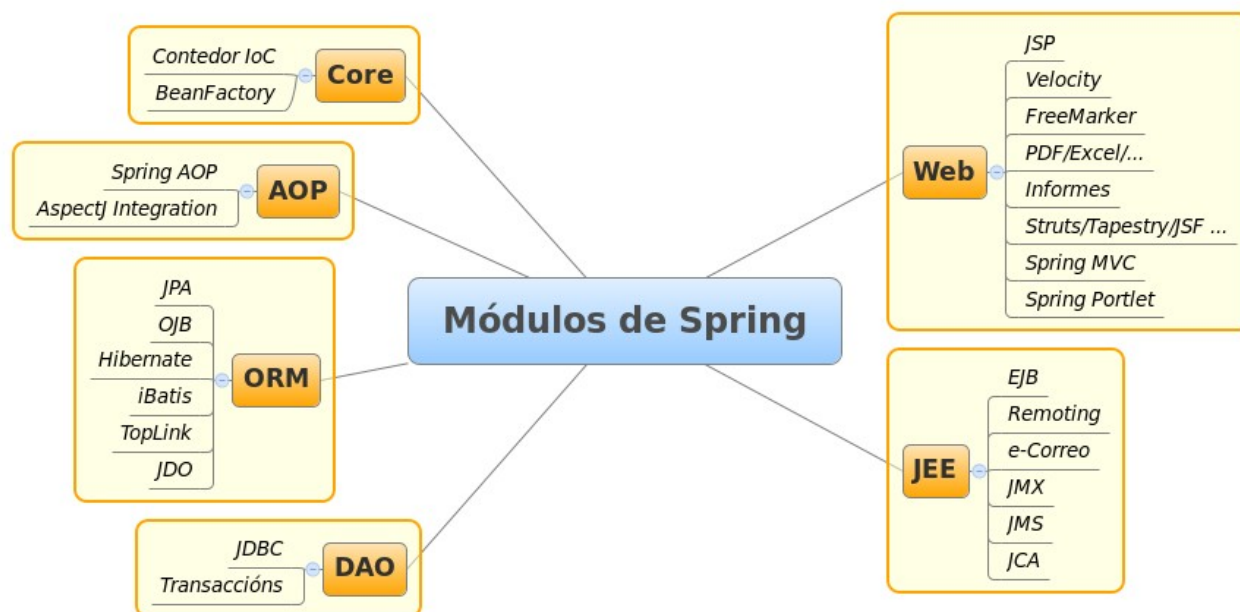 Módulos de Spring
Core
Contedor IoC
BeanFactory
AOP
Spring AOP
AspectJ Integration
ORM
JPA
OJB
Hibernate
iBatis
TopLink
JDO
DAO
JDBC
Transaccións
Web
JSP
Velocity
FreeMarker
PDF/Excel/...
Informes
Struts/Tapestry/JSF ...
Spring MVC
Spring Portlet
JEE
EJB
Remoting
e-Correo
JMX
JMS
JCA